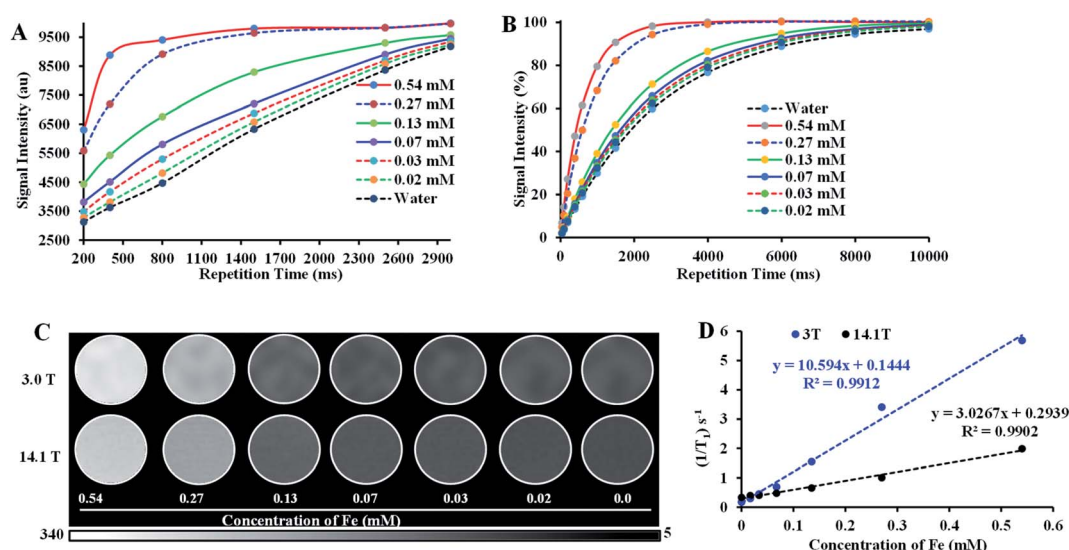 A
Signal Intensity (au)
9500
8500
7500
6500
5500
4500
3500
2500
200 500 800 1100 1400 1700 2000 2300 2600 2900
Repetition Time (ms)
0.54 mM
0.27 mM
0.13 mM
0.07 mM
0.03 mM
0.02 mM
Water
B
Signal Intensity (%)
100
80
60
40
20
0
0 2000 4000 6000 8000 10000
Repetition Time (ms)
Water
0.54 mM
0.27 mM
0.13 mM
0.07 mM
0.03 mM
0.02 mM
C
3.0 T
14.1 T
0.54 0.27 0.13 0.07 0.03 0.02 0.0
Concentration of Fe (mM)
340 5
D
3T 14.1T
(1/T₁) s⁻¹
6
5
4
3
2
1
0
y = 10.594x + 0.1444
R² = 0.9912
y = 3.0267x + 0.2939
R² = 0.9902
0 0.1 0.2 0.3 0.4 0.5 0.6
Concentration of Fe (mM)